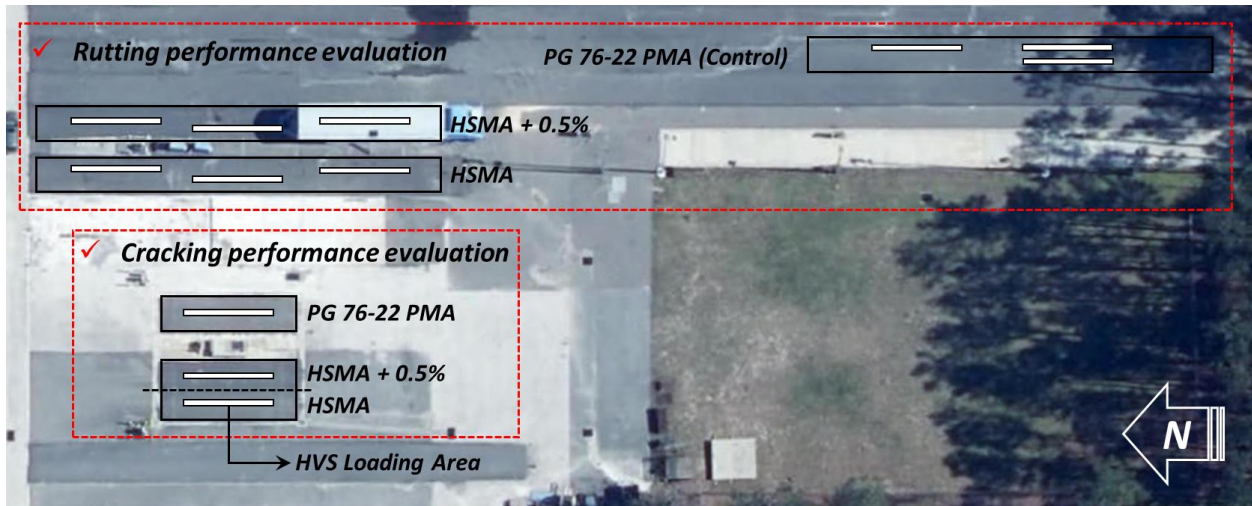 ✓ Rutting performance evaluation
PG 76-22 PMA (Control)
HSMA + 0.5%
HSMA
✓ Cracking performance evaluation
PG 76-22 PMA
HSMA + 0.5%
HSMA
HVS Loading Area
N